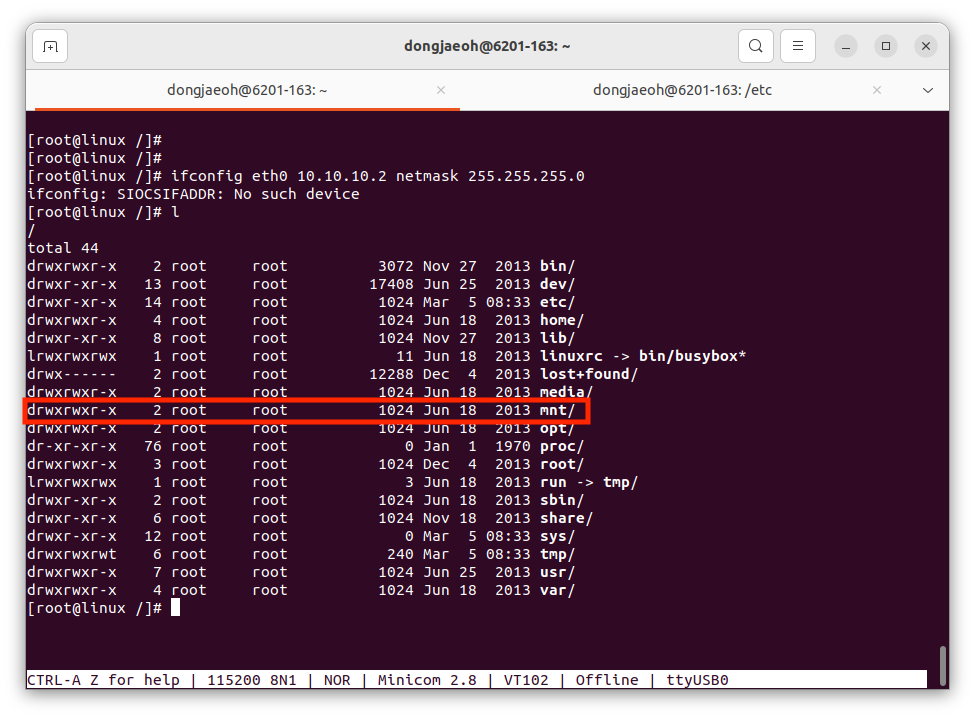 dongjaeoh@6201-163: ~
dongjaeoh@6201-163: ~ × dongjaeoh@6201-163: /etc ×
[root@linux /]#
[root@linux /]#
[root@linux /]# ifconfig eth0 10.10.10.2 netmask 255.255.255.0
ifconfig: SIOCSIFADDR: No such device
[root@linux /]# l
/
total 44
drwxrwxr-x    2 root     root          3072 Nov 27  2013 bin/
drwxr-xr-x   13 root     root         17408 Jun 25  2013 dev/
drwxrwxr-x   14 root     root          1024 Mar  5 08:33 etc/
drwxrwxr-x    4 root     root          1024 Jun 18  2013 home/
drwxr-xr-x    8 root     root          1024 Nov 27  2013 lib/
lrwxrwxrwx    1 root     root            11 Jun 18  2013 linuxrc -> bin/busybox*
drwx------    2 root     root         12288 Dec  4  2013 lost+found/
drwxrwxr-x    2 root     root          1024 Jun 18  2013 media/
drwxrwxr-x    2 root     root          1024 Jun 18  2013 mnt/
drwxrwxr-x    2 root     root          1024 Jun 18  2013 opt/
dr-xr-xr-x   76 root     root             0 Jan  1  1970 proc/
drwxrwxr-x    3 root     root          1024 Dec  4  2013 root/
lrwxrwxrwx    1 root     root             3 Jun 18  2013 run -> tmp/
drwxr-xr-x    2 root     root          1024 Jun 18  2013 sbin/
drwxr-xr-x    6 root     root          1024 Nov 18  2013 share/
drwxr-xr-x   12 root     root             0 Mar  5 08:33 sys/
drwxrwxrwt    6 root     root           240 Mar  5 08:33 tmp/
drwxrwxr-x    7 root     root          1024 Jun 25  2013 usr/
drwxrwxr-x    4 root     root          1024 Jun 18  2013 var/
[root@linux /]#
CTRL-A Z for help | 115200 8N1 | NOR | Minicom 2.8 | VT102 | Offline | ttyUSB0